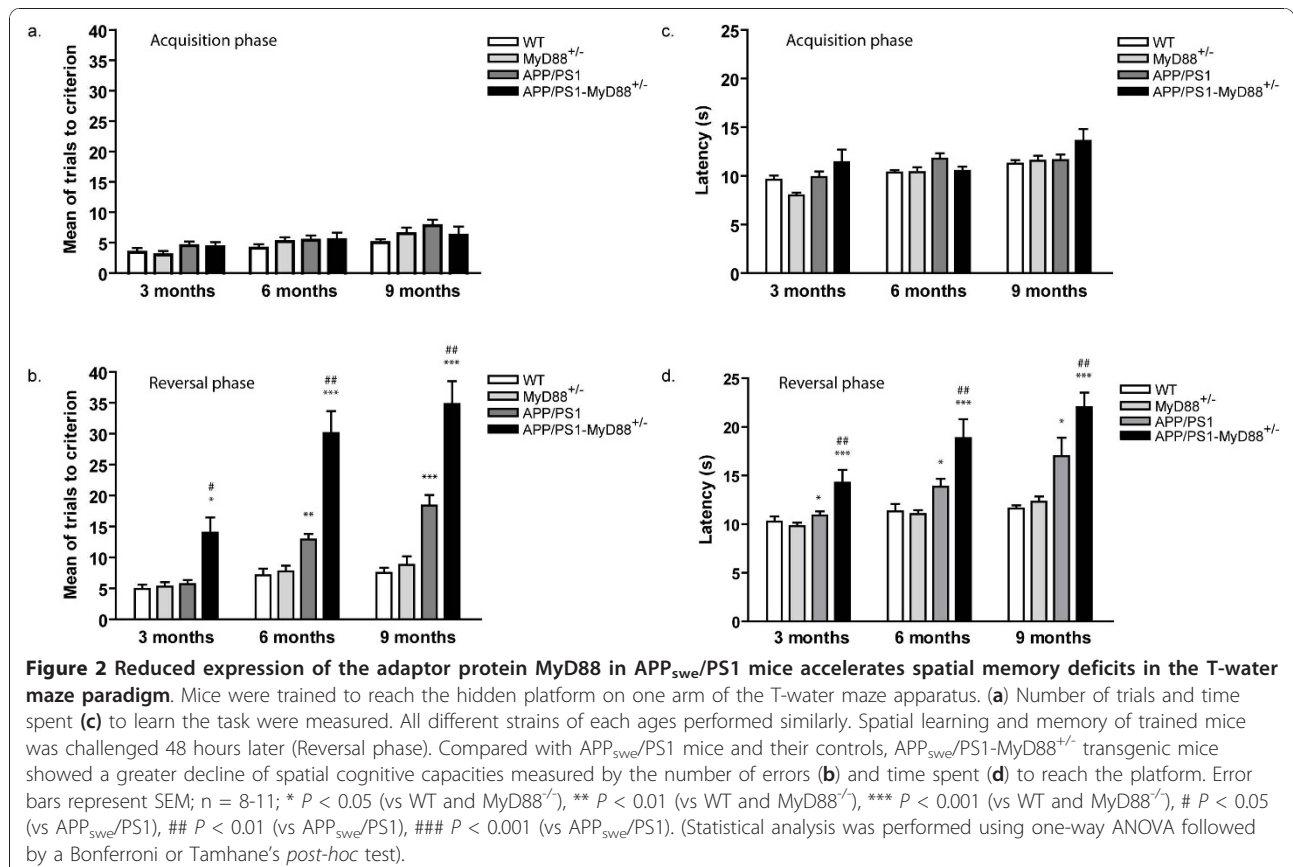 a.
Acquisition phase
WT
MyD88+/-
APP/PS1
APP/PS1-MyD88+/-
Mean of trials to criterion
40
35
30
25
20
15
10
5
0
3 months
6 months
9 months
c.
Acquisition phase
WT
MyD88+/-
APP/PS1
APP/PS1-MyD88+/-
Latency (s)
25
20
15
10
5
0
3 months
6 months
9 months
b.
Reversal phase
WT
MyD88+/-
APP/PS1
APP/PS1-MyD88+/-
Mean of trials to criterion
40
35
30
25
20
15
10
5
0
#
*
**
##
***
***
##
***
3 months
6 months
9 months
d.
Reversal phase
WT
MyD88+/-
APP/PS1
APP/PS1-MyD88+/-
Latency (s)
25
20
15
10
5
0
*
##
***
*
##
***
*
##
***
3 months
6 months
9 months
Figure 2 Reduced expression of the adaptor protein MyD88 in APPswe/PS1 mice accelerates spatial memory deficits in the T-water
maze paradigm. Mice were trained to reach the hidden platform on one arm of the T-water maze apparatus. (a) Number of trials and time
spent (c) to learn the task were measured. All different strains of each ages performed similarly. Spatial learning and memory of trained mice
was challenged 48 hours later (Reversal phase). Compared with APPswe/PS1 mice and their controls, APPswe/PS1-MyD88+/- transgenic mice
showed a greater decline of spatial cognitive capacities measured by the number of errors (b) and time spent (d) to reach the platform. Error
bars represent SEM; n = 8-11; * P < 0.05 (vs WT and MyD88-/-), ** P < 0.01 (vs WT and MyD88-/-), *** P < 0.001 (vs WT and MyD88-/-), # P < 0.05
(vs APPswe/PS1), ## P < 0.01 (vs APPswe/PS1), ### P < 0.001 (vs APPswe/PS1). (Statistical analysis was performed using one-way ANOVA followed
by a Bonferroni or Tamhane's post-hoc test).